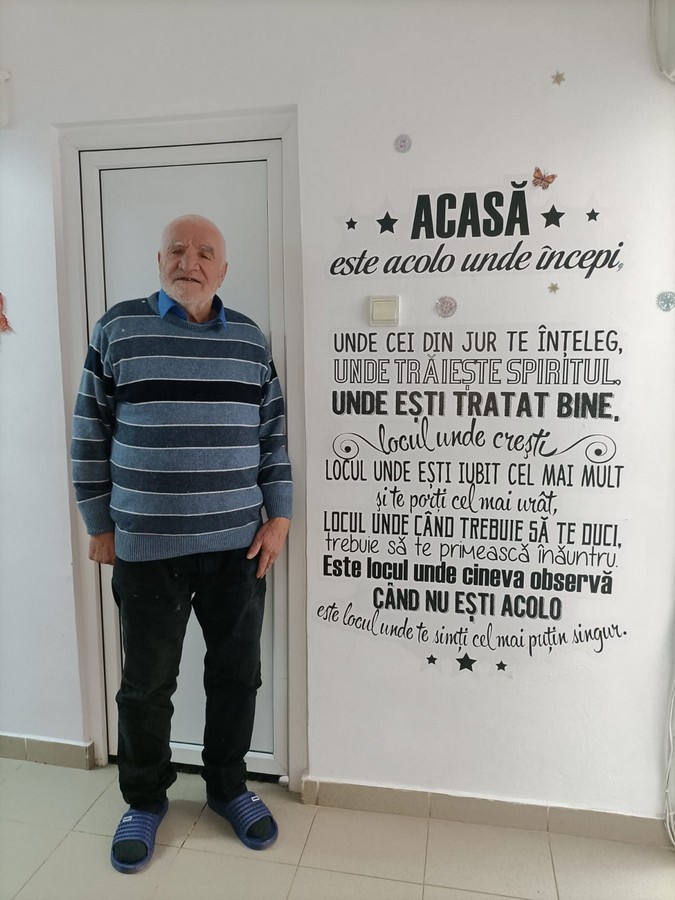 ACASĂ
este acolo unde începi,
UNDE CEI DIN JUR TE ÎNȚELEG,
UNDE TRĂIEȘTE SPIRITUL.
UNDE EȘTI TRATAT BINE,
locul unde crești
LOCUL UNDE EȘTI IUBIT CEL MAI MULT
și te porți cel mai urât,
LOCUL UNDE CÂND TREBUIE SĂ TE DUCI,
trebuie să te primească înăuntru.
Este locul unde cineva observă
CÂND NU EȘTI ACOLO
este locul unde te simți cel mai puțin singur.